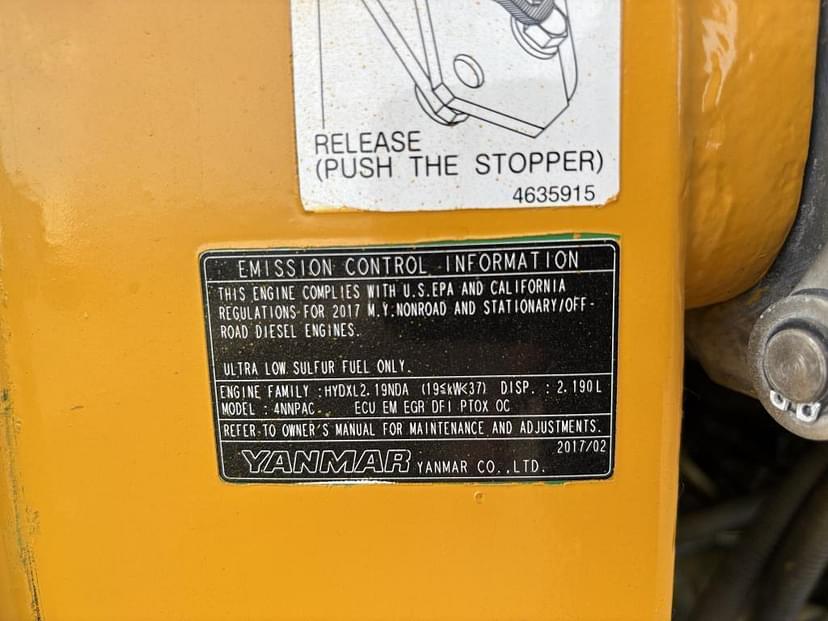 RELEASE
(PUSH THE STOPPER)
4635915
EMISSION CONTROL INFORMATION
THIS ENGINE COMPLIES WITH U.S.EPA AND CALIFORNIA
REGULATIONS FOR 2017 M.Y.NONROAD AND STATIONARY/OFF-
ROAD DIESEL ENGINES.
ULTRA LOW SULFUR FUEL ONLY.
ENGINE FAMILY :HYDXL2.19NDA (19≤kW<37) DISP. : 2.190L
MODEL : 4NNPAC ECU EM EGR DFI PTOX OC
REFER TO OWNER'S MANUAL FOR MAINTENANCE AND ADJUSTMENTS.
2017/02
YANMAR YANMAR CO.,LTD.